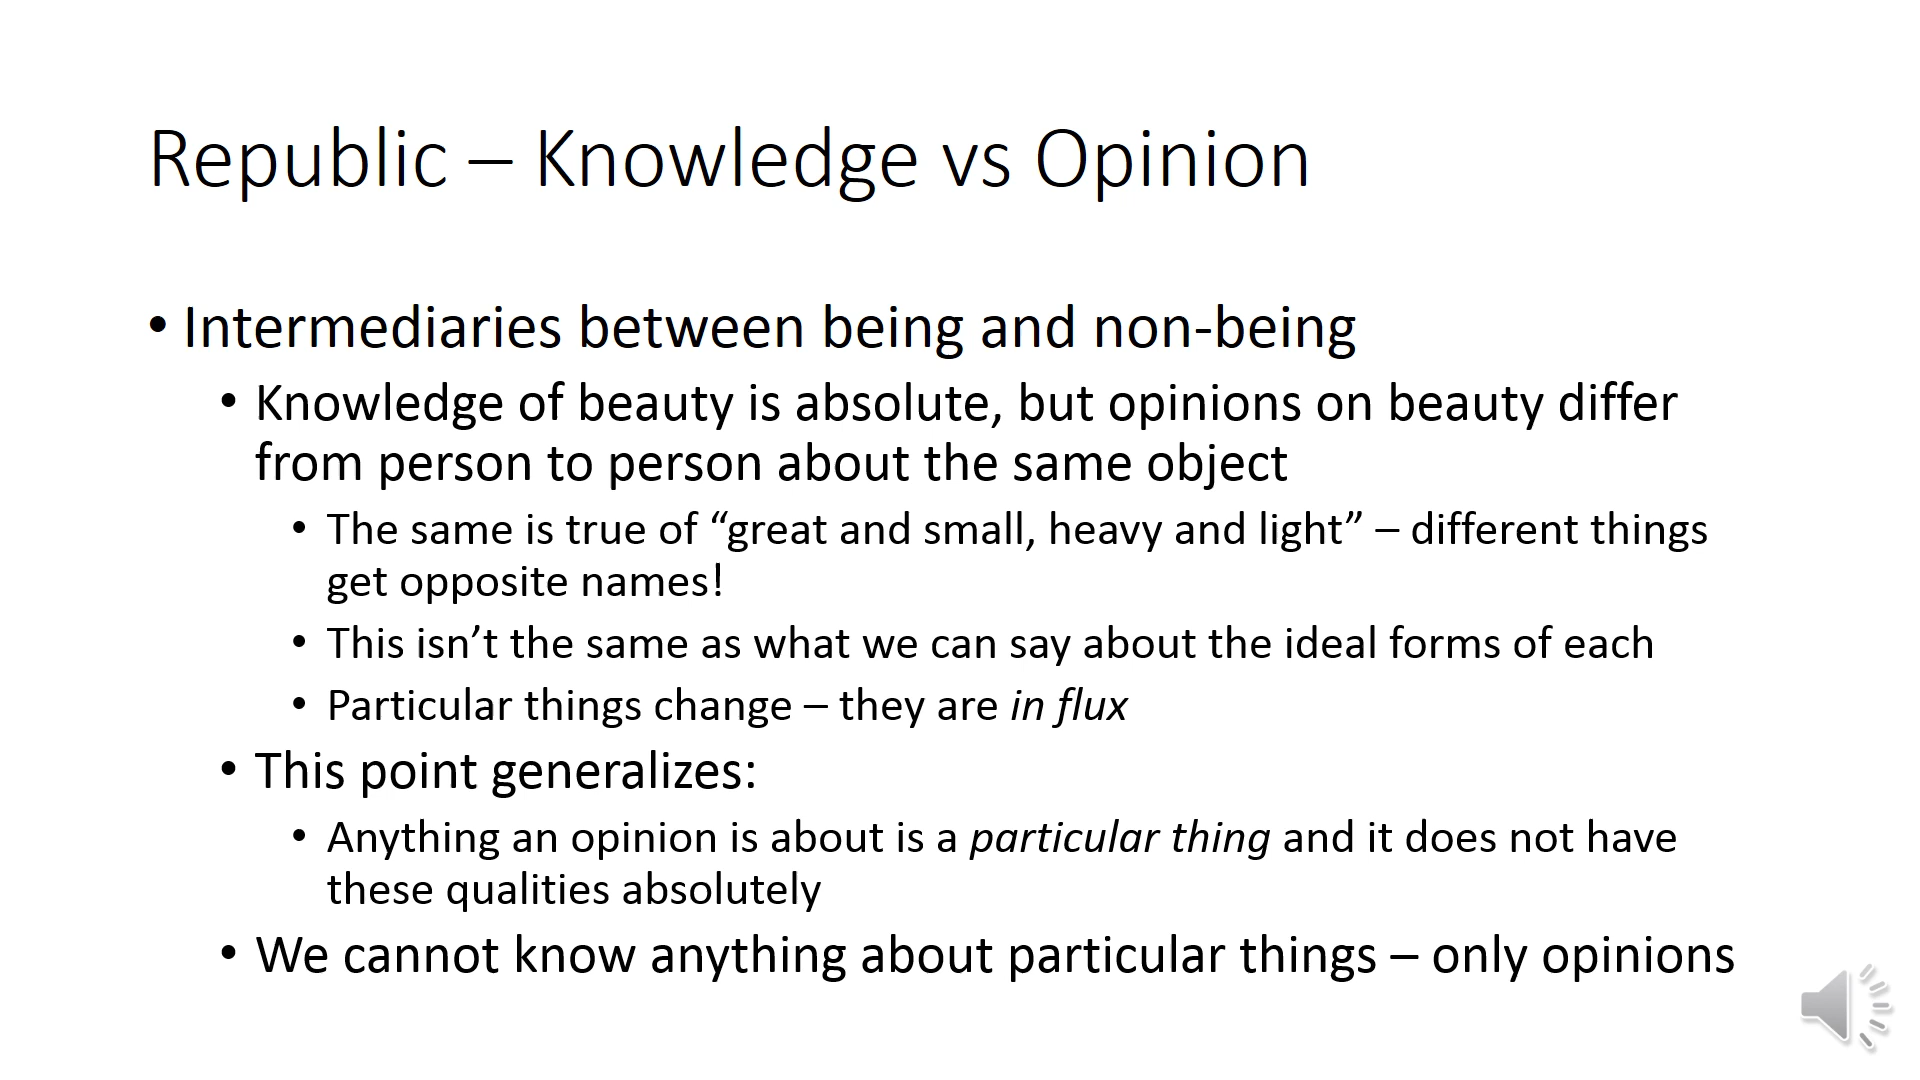 Republic – Knowledge vs Opinion
• Intermediaries between being and non-being
• Knowledge of beauty is absolute, but opinions on beauty differ
from person to person about the same object
• The same is true of “great and small, heavy and light” – different things
get opposite names!
• This isn’t the same as what we can say about the ideal forms of each
• Particular things change – they are in flux
• This point generalizes:
• Anything an opinion is about is a particular thing and it does not have
these qualities absolutely
• We cannot know anything about particular things – only opinions